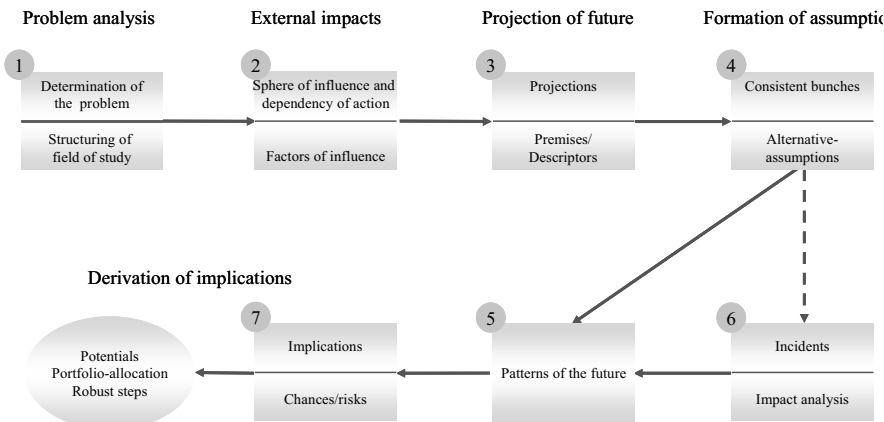 Problem analysis
External impacts
Projection of future
Formation of assumptio
1
Determination of
the problem
Structuring of
field of study
2
Sphere of influence and
dependency of action
Factors of influence
3
Projections
Premises/
Descriptors
4
Consistent bunches
Alternative-
assumptions
Derivation of implications
Potentials
Portfolio-allocation
Robust steps
7
Implications
Chances/risks
5
Patterns of the future
6
Incidents
Impact analysis